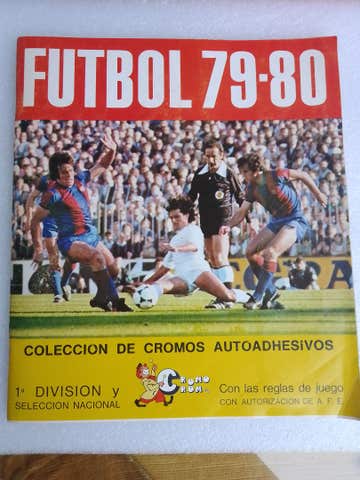 FUTBOL 79-80
COLECCION DE CROMOS AUTOADHESIVOS
1ª DIVISION y
SELECCION NACIONAL
CROMO
CROM
Con las reglas de juego
CON AUTORIZACION DE A. F. E.